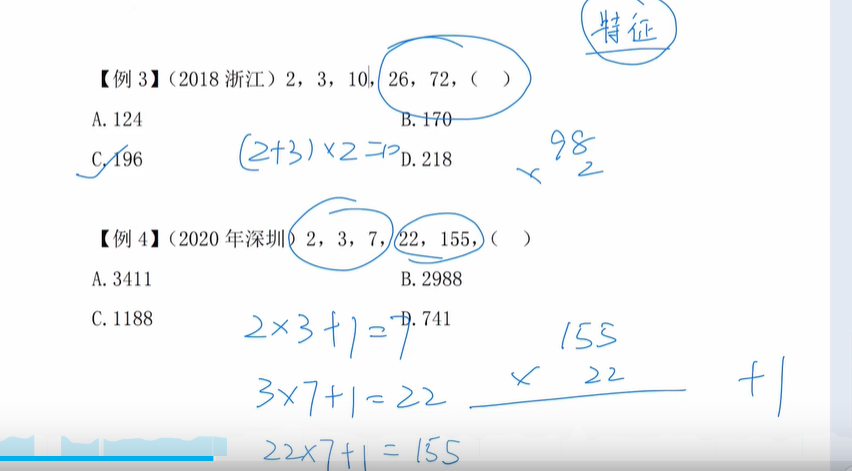 特征
【例 3】(2018 浙江) 2, 3, 10, 26, 72, ( )
A. 124 B. 170
(2+3)×2=10
98
× 2
C. 196 D. 218
【例 4】(2020 年深圳) 2, 3, 7, 22, 155, ( )
A. 3411 B. 2988
C. 1188 D. 741
2×3+1=7
155
× 22
+1
3×7+1=22
22×7+1=155